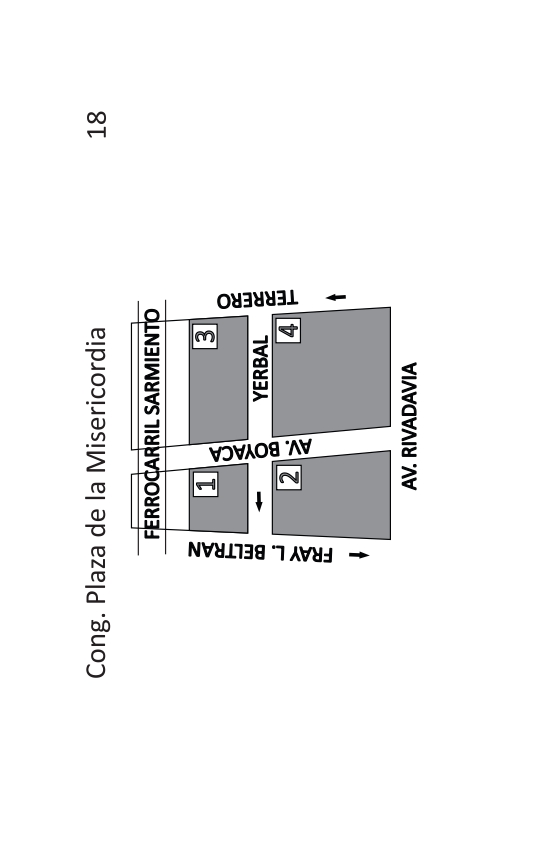 Cong. Plaza de la Misericordia
18
FERROCARRIL SARMIENTO
1
3
FRAY L. BELTRAN
AV. BOYACA
TERRERO
YERBAL
2
4
AV. RIVADAVIA